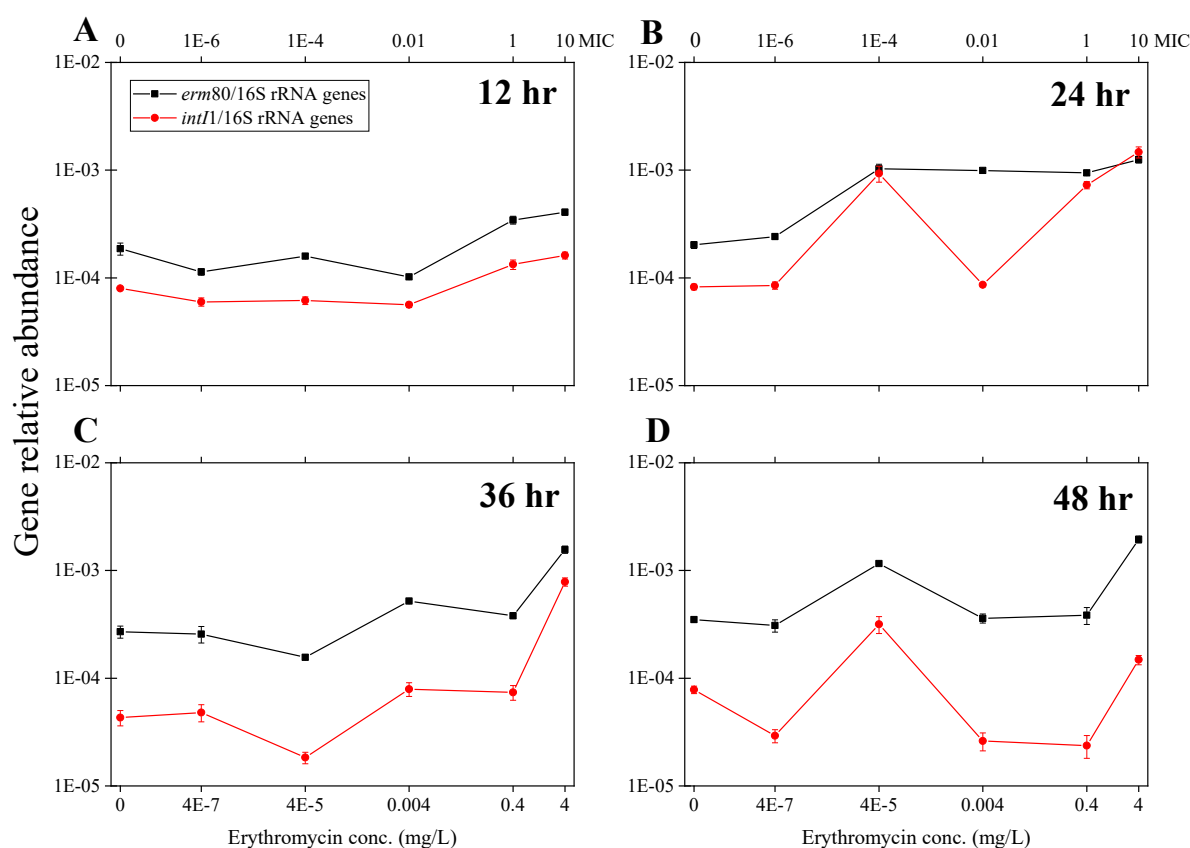 A
0 1E-6 1E-4 0.01 1 10 MIC
B
0 1E-6 1E-4 0.01 1 10 MIC
1E-02
erm80/16S rRNA genes
intI1/16S rRNA genes
12 hr
1E-03
1E-04
1E-05
1E-02
24 hr
1E-03
1E-04
1E-05
Gene relative abundance
C
1E-02
36 hr
1E-03
1E-04
1E-05
0 4E-7 4E-5 0.004 0.4 4
Erythromycin conc. (mg/L)
D
1E-02
48 hr
1E-03
1E-04
1E-05
0 4E-7 4E-5 0.004 0.4 4
Erythromycin conc. (mg/L)